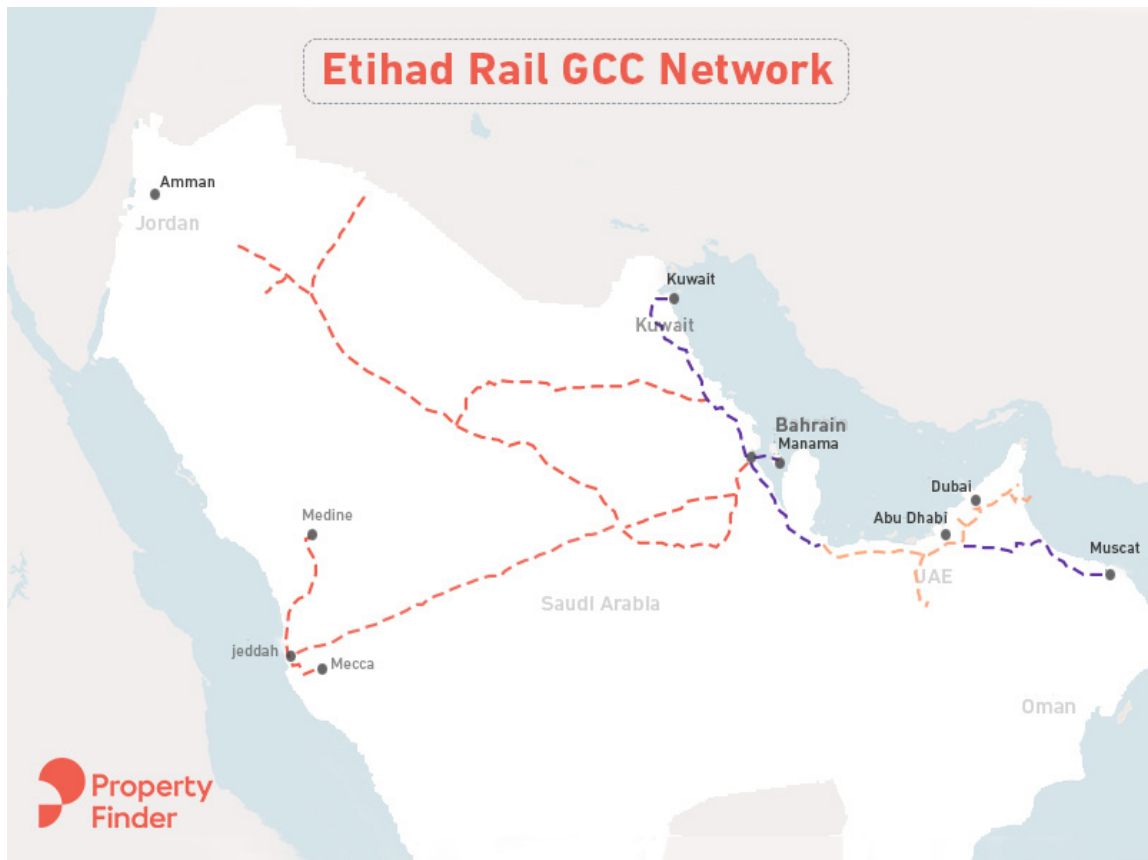 Etihad Rail GCC Network
Amman
Jordan
Kuwait
Kuwait
Bahrain
Manama
Dubai
Abu Dhabi
Medine
Muscat
UAE
Saudi Arabia
jeddah
Mecca
Oman
Property
Finder